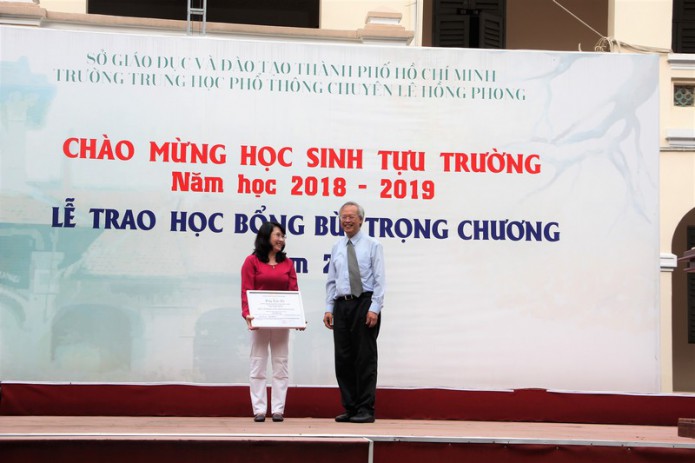 SỞ GIÁO DỤC VÀ ĐÀO TẠO THÀNH PHỐ HỒ CHÍ MINH
TRƯỜNG TRUNG HỌC PHỔ THÔNG CHUYÊN LÊ HỒNG PHONG
CHÀO MỪNG HỌC SINH TỰU TRƯỜNG
Năm học 2018 - 2019
LỄ TRAO HỌC BỔNG BÙI TRỌNG CHƯƠNG